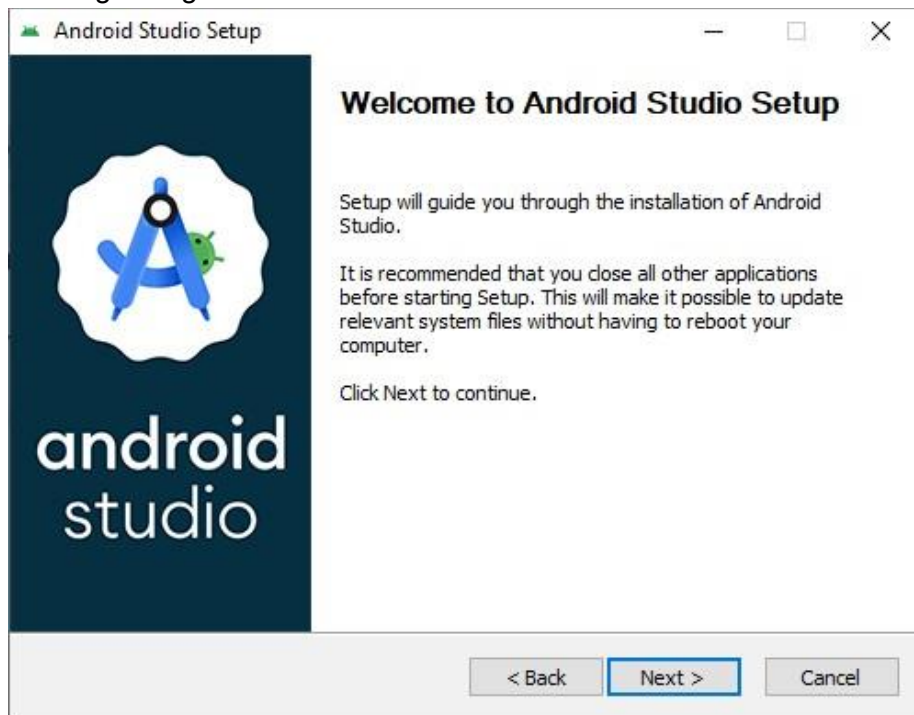 Android Studio Setup
Welcome to Android Studio Setup
Setup will guide you through the installation of Android
Studio.
It is recommended that you close all other applications
before starting Setup. This will make it possible to update
relevant system files without having to reboot your
computer.
Click Next to continue.
android
studio
< Back
Next >
Cancel